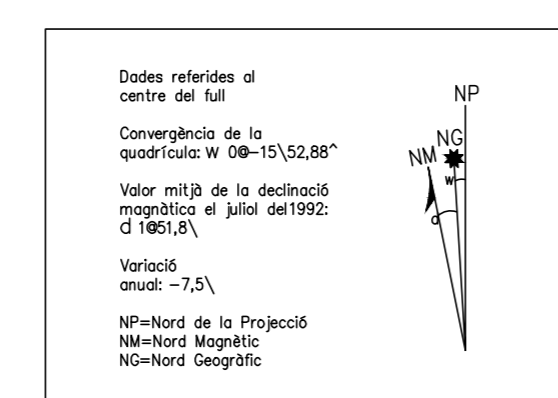 Dades referides al
centre del full
Convergència de la
quadrícula: W 0@-15\52,88^
Valor mitjà de la declinació
magnàtica el juliol del1992:
d 1@51,8\
Variació
anual: -7,5\
NP=Nord de la Projecció
NM=Nord Magnètic
NG=Nord Geogràfic
NP
NG
NM
w
d